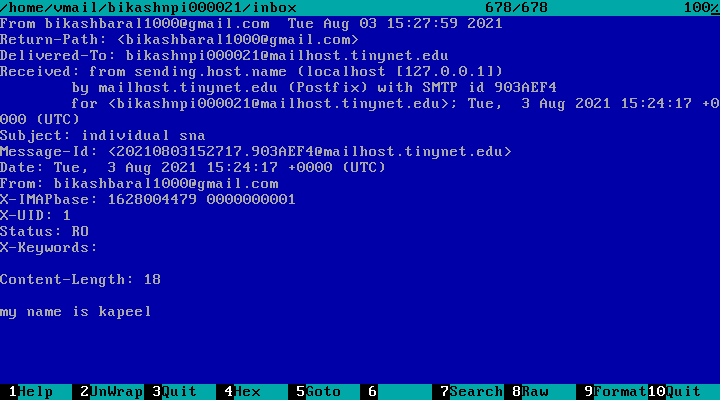 /home/vmail/bikashnpi000021/inbox 678/678 100%
From bikashbaral1000@gmail.com  Tue Aug 03 15:27:59 2021
Return-Path: <bikashbaral1000@gmail.com>
Delivered-To: bikashnpi000021@mailhost.tinynet.edu
Received: from sending.host.name (localhost [127.0.0.1])
        by mailhost.tinynet.edu (Postfix) with SMTP id 903AEF4
        for <bikashnpi000021@mailhost.tinynet.edu>; Tue,  3 Aug 2021 15:24:17 +0
000 (UTC)
Subject: individual sna
Message-Id: <20210803152717.903AEF4@mailhost.tinynet.edu>
Date: Tue,  3 Aug 2021 15:24:17 +0000 (UTC)
From: bikashbaral1000@gmail.com
X-IMAPbase: 1628004479 0000000001
X-UID: 1
Status: RO
X-Keywords:
Content-Length: 18
my name is kapeel
1Help 2UnWrap 3Quit 4Hex 5Goto 6 7Search 8Raw 9Format 10Quit